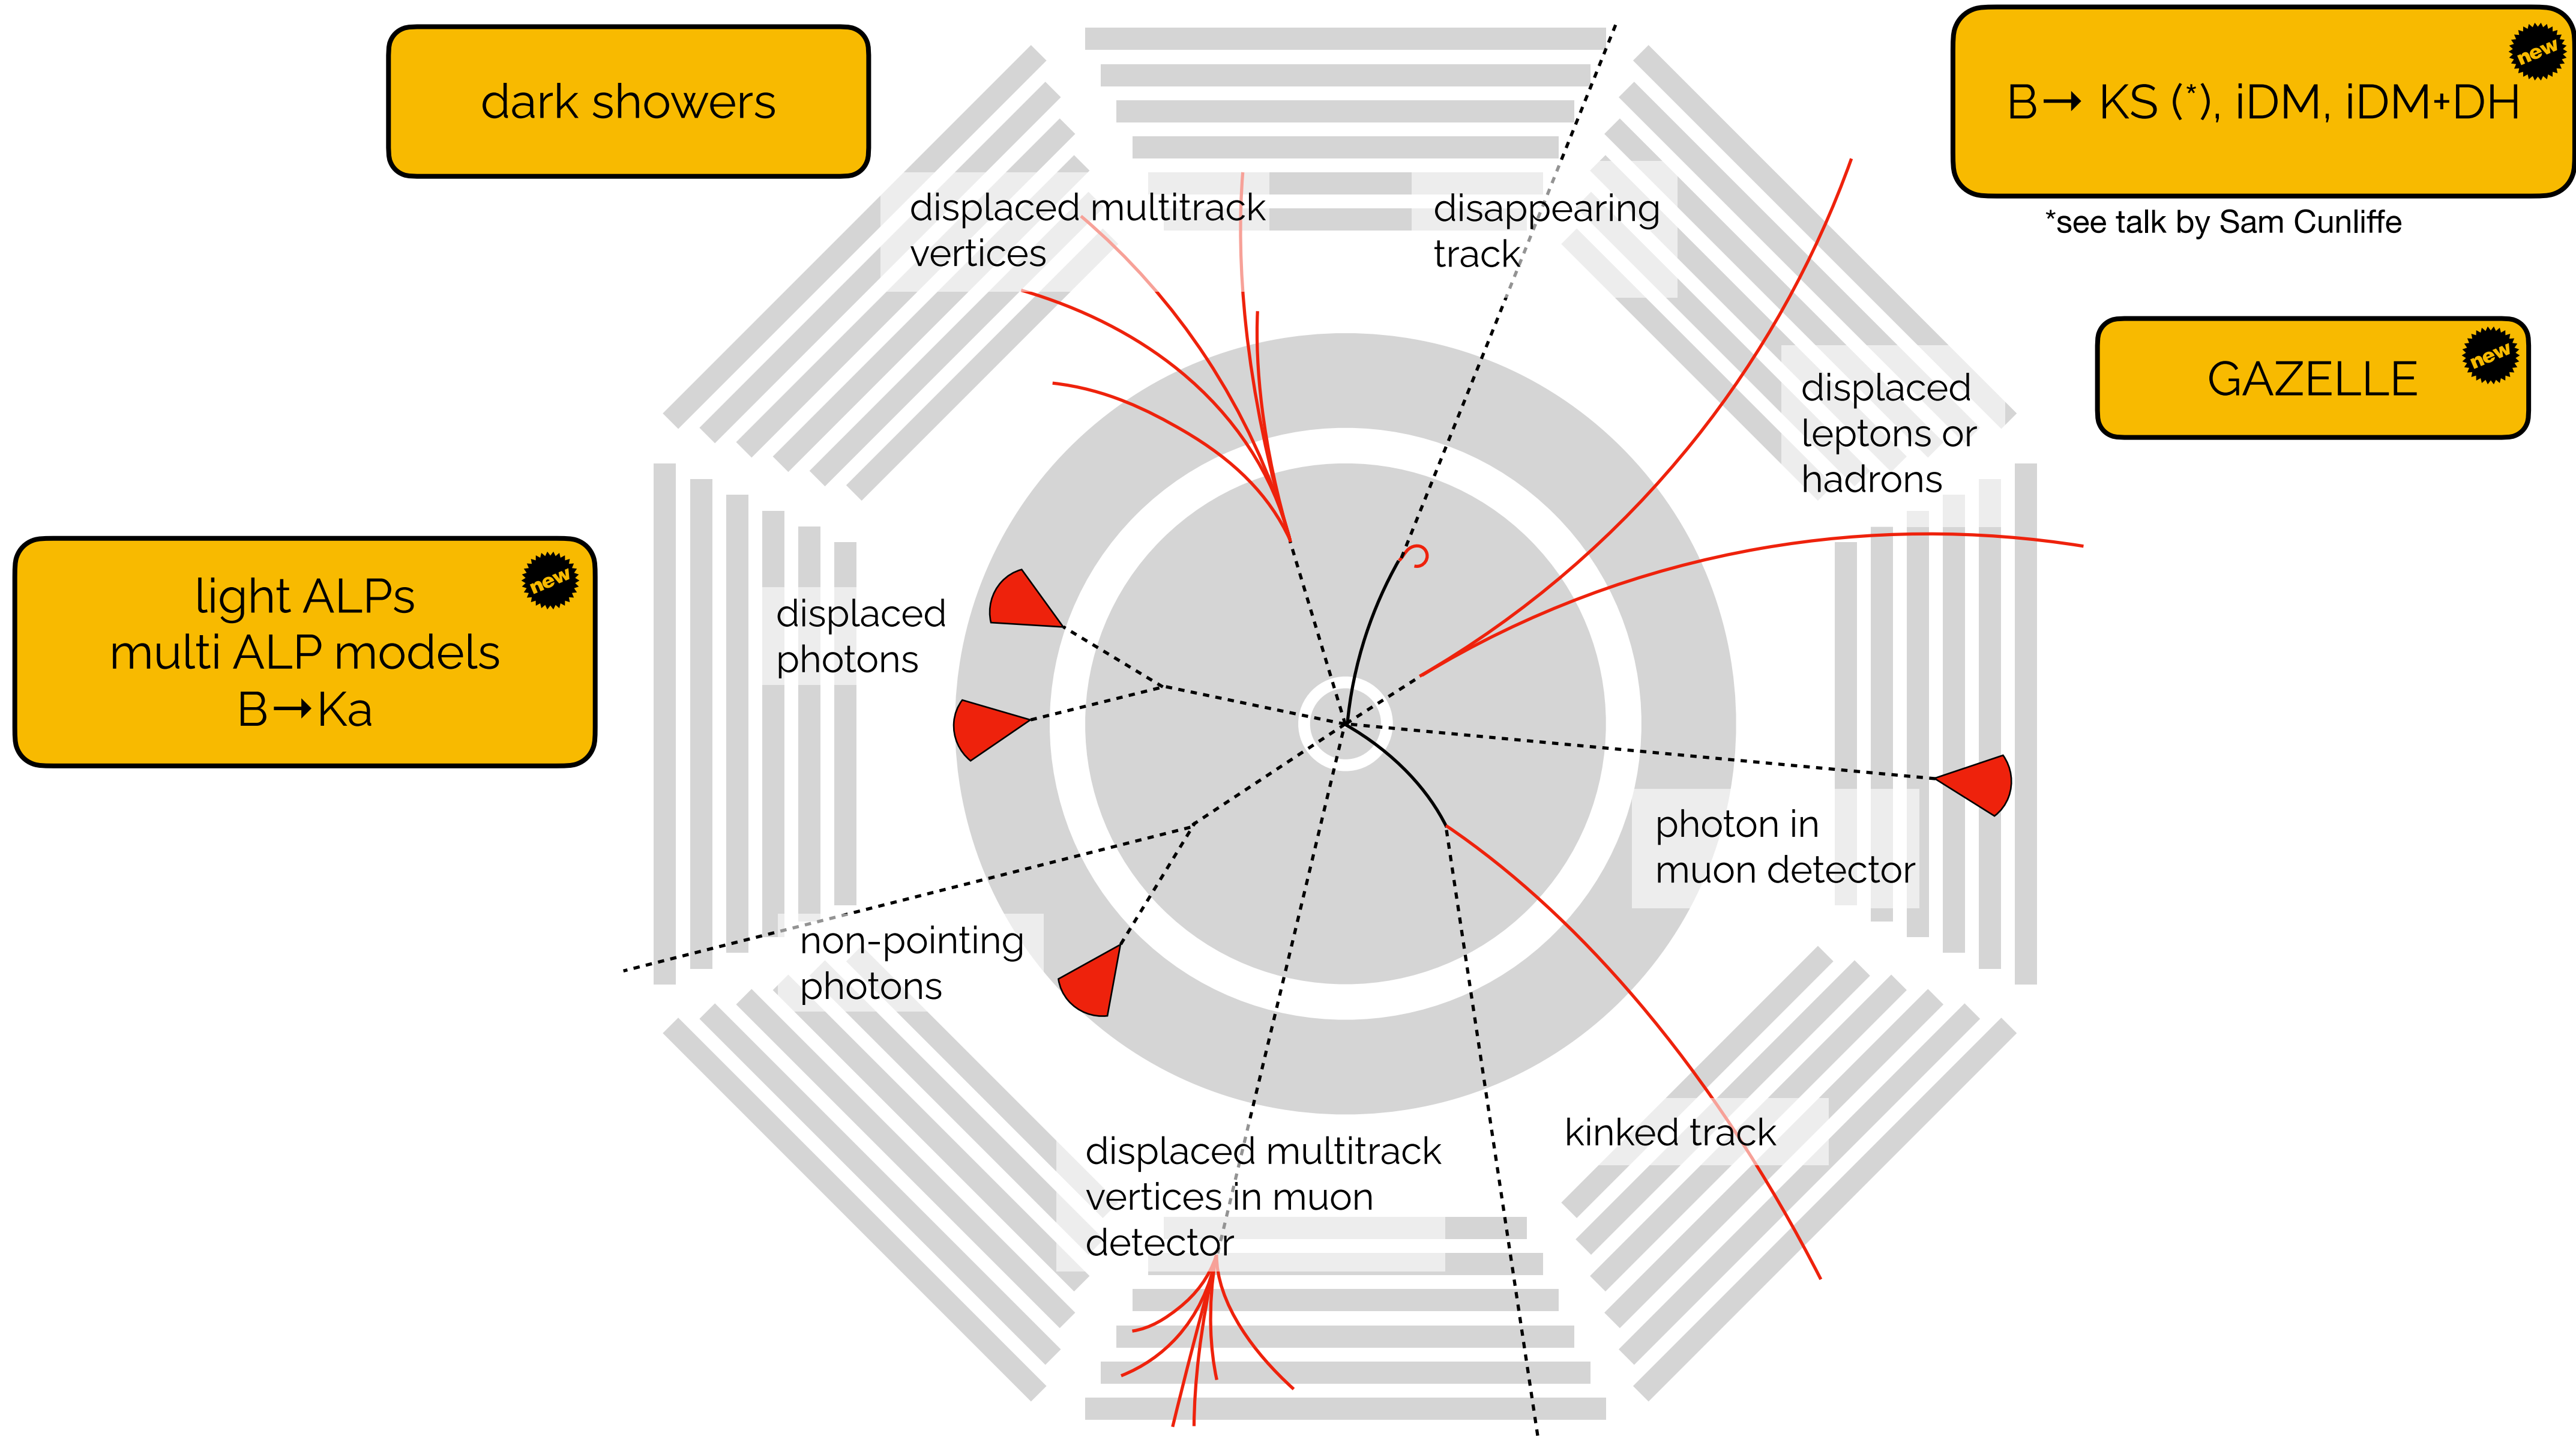 dark showers
new
B→ KS (*), iDM, iDM+DH
*see talk by Sam Cunliffe
displaced multitrack
vertices
disappearing
track
new
GAZELLE
displaced
leptons or
hadrons
new
light ALPs
multi ALP models
B→Ka
displaced
photons
photon in
muon detector
non-pointing
photons
displaced multitrack
vertices in muon
detector
kinked track